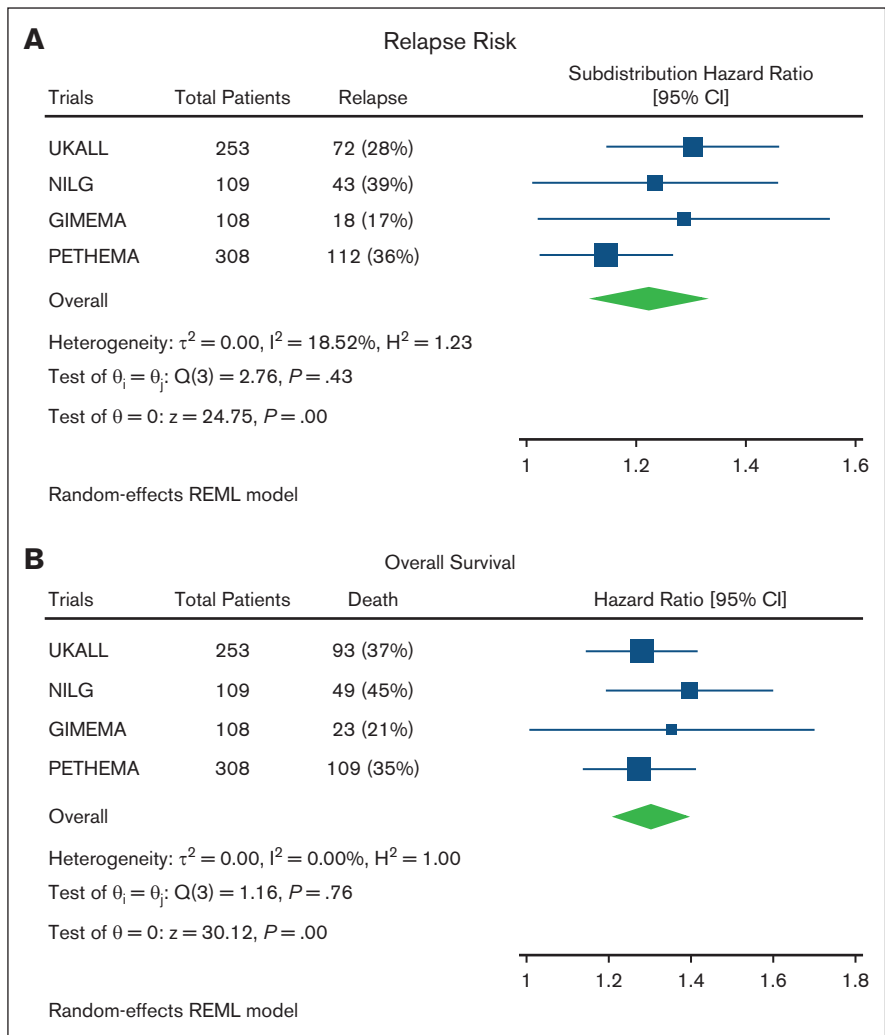 A
Relapse Risk
Subdistribution Hazard Ratio
[95% CI]
Trials Total Patients Relapse
UKALL 253 72 (28%)
NILG 109 43 (39%)
GIMEMA 108 18 (17%)
PETHEMA 308 112 (36%)
Overall
Heterogeneity: τ² = 0.00, I² = 18.52%, H² = 1.23
Test of θi = θj: Q(3) = 2.76, P = .43
Test of θ = 0: z = 24.75, P = .00
1 1.2 1.4 1.6
Random-effects REML model
B
Overall Survival
Trials Total Patients Death Hazard Ratio [95% CI]
UKALL 253 93 (37%)
NILG 109 49 (45%)
GIMEMA 108 23 (21%)
PETHEMA 308 109 (35%)
Overall
Heterogeneity: τ² = 0.00, I² = 0.00%, H² = 1.00
Test of θi = θj: Q(3) = 1.16, P = .76
Test of θ = 0: z = 30.12, P = .00
1 1.2 1.4 1.6 1.8
Random-effects REML model